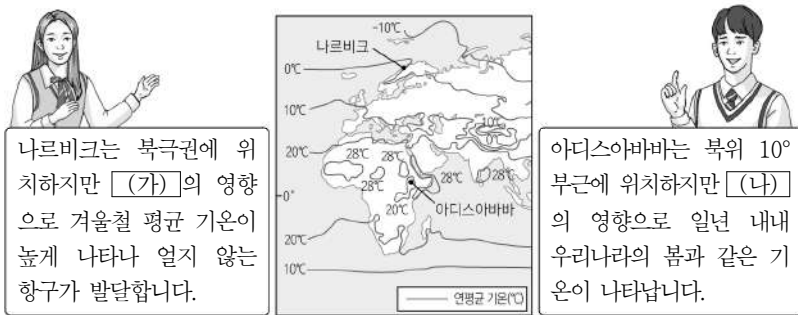 나르비크는 북극권에 위
치하지만 (가) 의 영향
으로 겨울철 평균 기온이
높게 나타나 얼지 않는
항구가 발달합니다.
-10℃
나르비크
0℃
10℃
10℃
20℃
28℃
28℃
28℃
28℃
28℃
0°
20℃
아디스아바바
20℃
10℃
연평균 기온(℃)
아디스아바바는 북위 10°
부근에 위치하지만 (나)
의 영향으로 일년 내내
우리나라의 봄과 같은 기
온이 나타납니다.